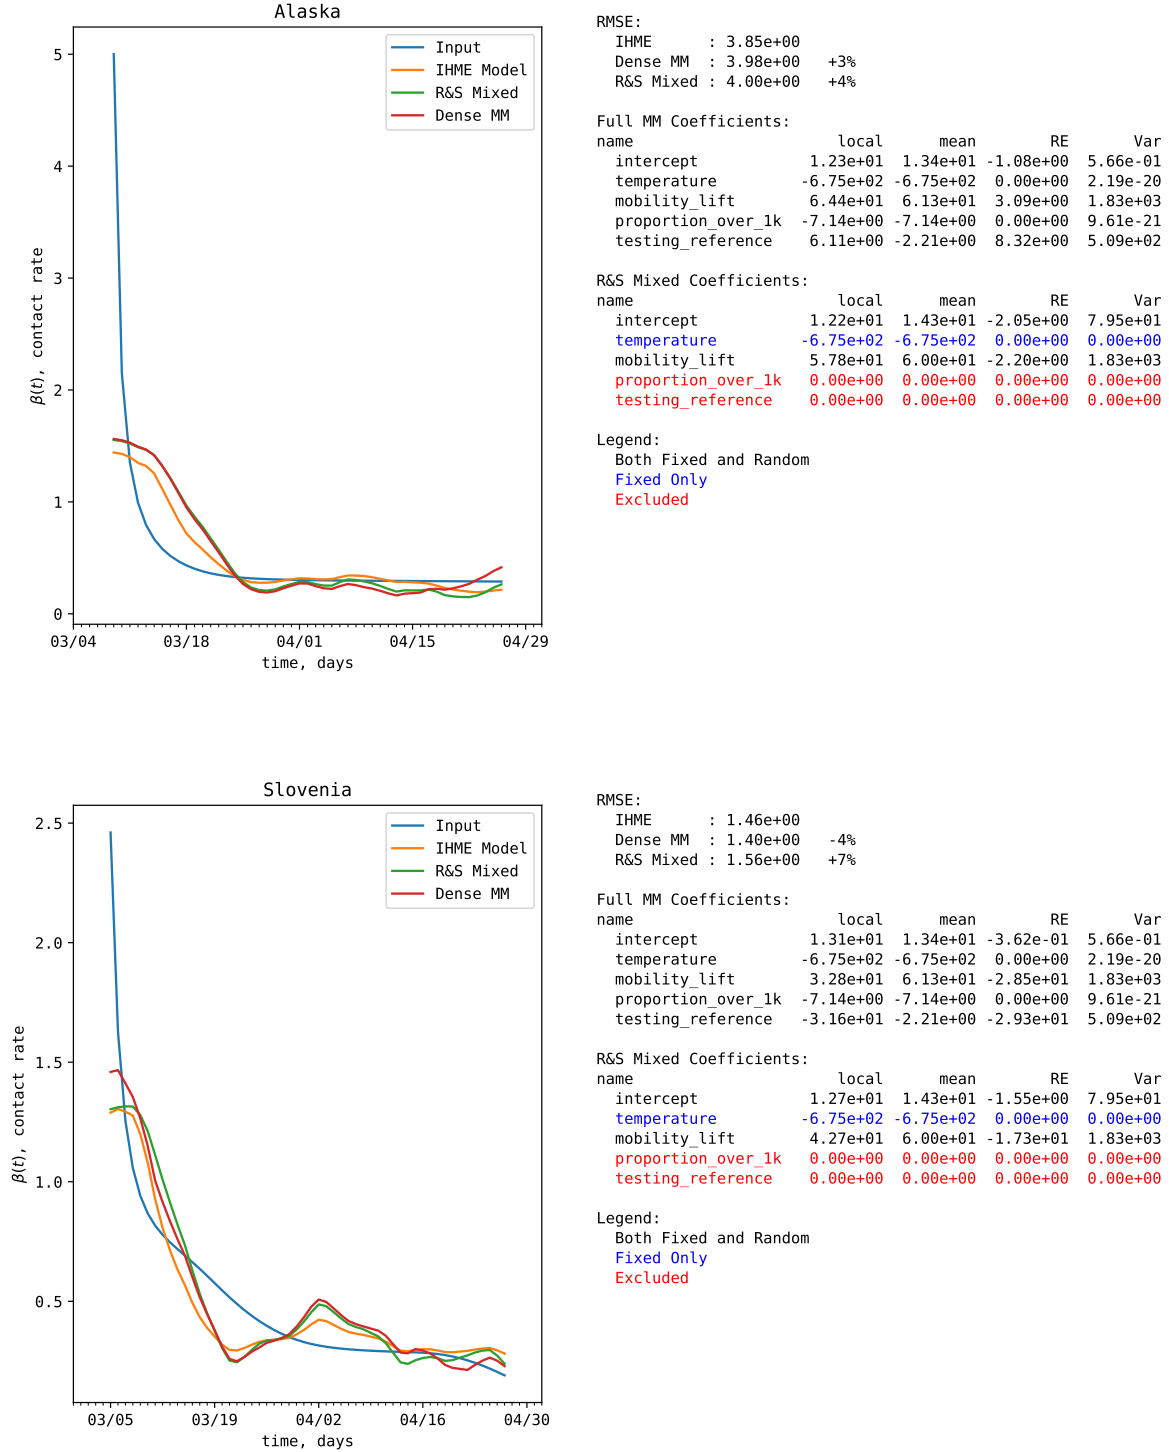 Alaska
5
4
3
2
1
0
β(t), contact rate
03/04 03/18 04/01 04/15 04/29
time, days
Input
IHME Model
R&S Mixed
Dense MM
RMSE:
IHME : 3.85e+00
Dense MM : 3.98e+00 +3%
R&S Mixed : 4.00e+00 +4%
Full MM Coefficients:
name local mean RE Var
intercept 1.23e+01 1.34e+01 -1.08e+00 5.66e-01
temperature -6.75e+02 -6.75e+02 0.00e+00 2.19e-20
mobility_lift 6.44e+01 6.13e+01 3.09e+00 1.83e+03
proportion_over_1k -7.14e+00 -7.14e+00 0.00e+00 9.61e-21
testing_reference 6.11e+00 -2.21e+00 8.32e+00 5.09e+02
R&S Mixed Coefficients:
name local mean RE Var
intercept 1.22e+01 1.43e+01 -2.05e+00 7.95e+01
temperature -6.75e+02 -6.75e+02 0.00e+00 0.00e+00
mobility_lift 5.78e+01 6.00e+01 -2.20e+00 1.83e+03
proportion_over_1k 0.00e+00 0.00e+00 0.00e+00 0.00e+00
testing_reference 0.00e+00 0.00e+00 0.00e+00 0.00e+00
Legend:
Both Fixed and Random
Fixed Only
Excluded
Slovenia
2.5
2.0
1.5
1.0
0.5
β(t), contact rate
03/05 03/19 04/02 04/16 04/30
time, days
Input
IHME Model
R&S Mixed
Dense MM
RMSE:
IHME : 1.46e+00
Dense MM : 1.40e+00 -4%
R&S Mixed : 1.56e+00 +7%
Full MM Coefficients:
name local mean RE Var
intercept 1.31e+01 1.34e+01 -3.62e-01 5.66e-01
temperature -6.75e+02 -6.75e+02 0.00e+00 2.19e-20
mobility_lift 3.28e+01 6.13e+01 -2.85e+01 1.83e+03
proportion_over_1k -7.14e+00 -7.14e+00 0.00e+00 9.61e-21
testing_reference -3.16e+01 -2.21e+00 -2.93e+01 5.09e+02
R&S Mixed Coefficients:
name local mean RE Var
intercept 1.27e+01 1.43e+01 -1.55e+00 7.95e+01
temperature -6.75e+02 -6.75e+02 0.00e+00 0.00e+00
mobility_lift 4.27e+01 6.00e+01 -1.73e+01 1.83e+03
proportion_over_1k 0.00e+00 0.00e+00 0.00e+00 0.00e+00
testing_reference 0.00e+00 0.00e+00 0.00e+00 0.00e+00
Legend:
Both Fixed and Random
Fixed Only
Excluded